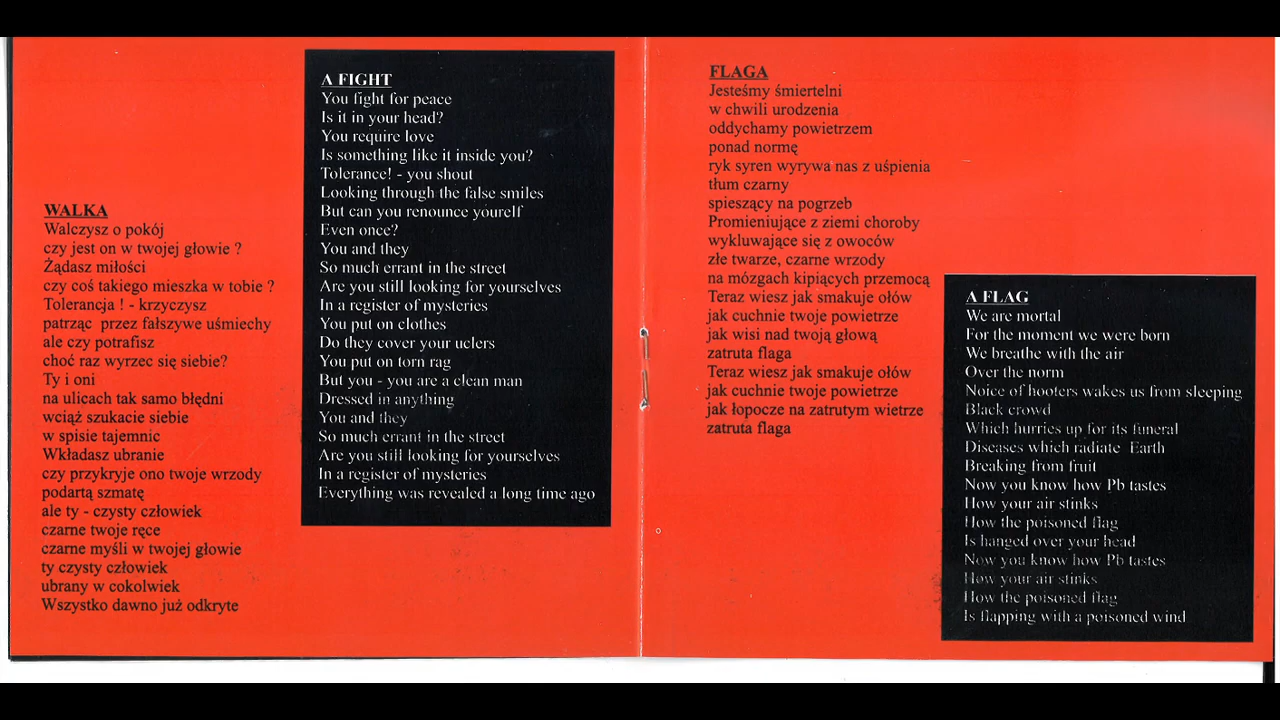 WALKA
Walczysz o pokój
czy jest on w twojej głowie ?
Żądasz miłości
czy coś takiego mieszka w tobie ?
Tolerancja ! - krzyczysz
patrząc przez fałszywe uśmiechy
ale czy potrafisz
choć raz wyrzec się siebie?
Ty i oni
na ulicach tak samo błędni
wciąż szukacie siebie
w spisie tajemnic
Wkładasz ubranie
czy przykryje ono twoje wrzody
podartą szmatę
ale ty - czysty człowiek
czarne twoje ręce
czarne myśli w twojej głowie
ty czysty człowiek
ubrany w cokolwiek
Wszystko dawno już odkryte
A FIGHT
You fight for peace
Is it in your head?
You require love
Is something like it inside you?
Tolerance! - you shout
Looking through the false smiles
But can you renounce yourelf
Even once?
You and they
So much errant in the street
Are you still looking for yourselves
In a register of mysteries
You put on clothes
Do they cover your uclers
You put on torn rag
But you - you are a clean man
Dressed in anything
You and they
So much errant in the street
Are you still looking for yourselves
In a register of mysteries
Everything was revealed a long time ago
FLAGA
Jesteśmy śmiertelni
w chwili urodzenia
oddychamy powietrzem
ponad normę
ryk syren wyrywa nas z uśpienia
tłum czarny
spieszący na pogrzeb
Promieniujące z ziemi choroby
wykluwające się z owoców
złe twarze, czarne wrzody
na mózgach kipiących przemocą
Teraz wiesz jak smakuje ołów
jak cuchnie twoje powietrze
jak wisi nad twoją głową
zatruta flaga
Teraz wiesz jak smakuje ołów
jak cuchnie twoje powietrze
jak łopocze na zatrutym wietrze
zatruta flaga
A FLAG
We are mortal
For the moment we were born
We breathe with the air
Over the norm
Noice of hooters wakes us from sleeping
Black crowd
Which hurries up for its funeral
Diseases which radiate Earth
Breaking from fruit
Now you know how Pb tastes
How your air stinks
How the poisoned flag
Is hanged over your head
Now you know how Pb tastes
How your air stinks
How the poisoned flag
Is flapping with a poisoned wind